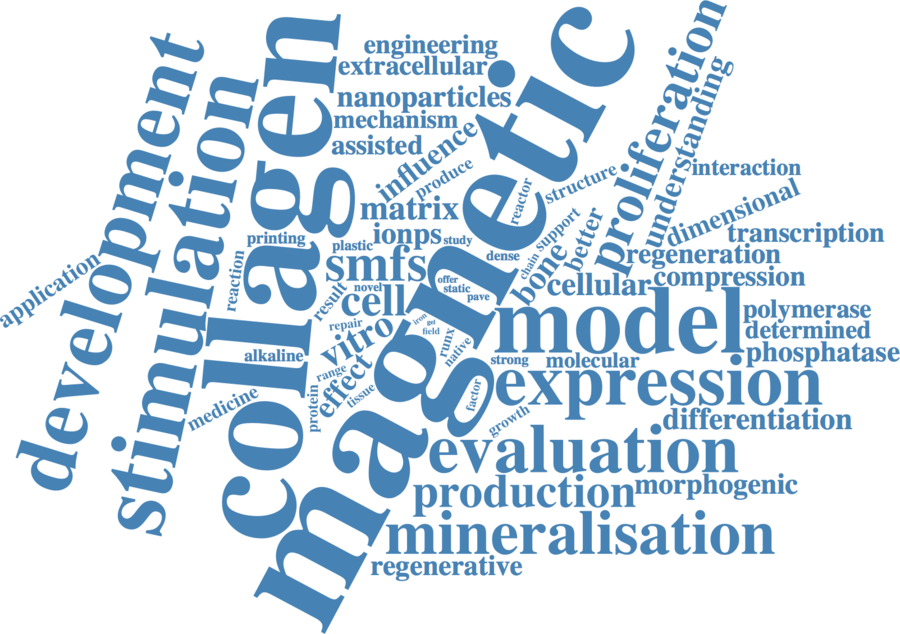 development
stimulation
collagen
magnetic
application
medicine
engineering
extracellular
nanoparticles
mechanism
assisted
influence
produce
matrix
ionps
study
plastic
printing
reaction
smfs
result
novel
cell
repair
vitro
alkaline
range
effect
tissue
protein
iron
gel
field
offer
static
pave
dense
reactor
structure
support
chain
bone
better
proliferation
understanding
interaction
dimensional
transcription
regeneration
cellular
compression
model
polymerase
determined
phosphatase
runx
native
strong
molecular
expression
factor
growth
differentiation
evaluation
production
morphogenic
mineralisation
regenerative